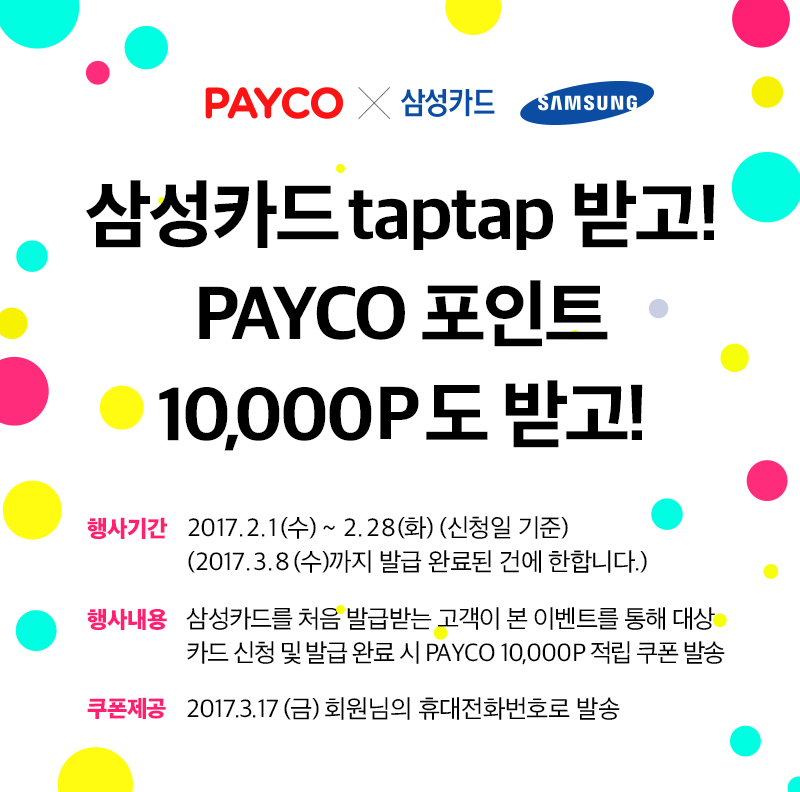 PAYCO × 삼성카드 SAMSUNG
삼성카드 taptap 받고!
PAYCO 포인트
10,000P도 받고!
행사기간 2017.2.1(수) ~ 2.28(화) (신청일 기준)
(2017.3.8(수)까지 발급 완료된 건에 한합니다.)
행사내용 삼성카드를 처음 발급받는 고객이 본 이벤트를 통해 대상
카드 신청 및 발급 완료 시 PAYCO 10,000P 적립 쿠폰 발송
쿠폰제공 2017.3.17 (금) 회원님의 휴대전화번호로 발송